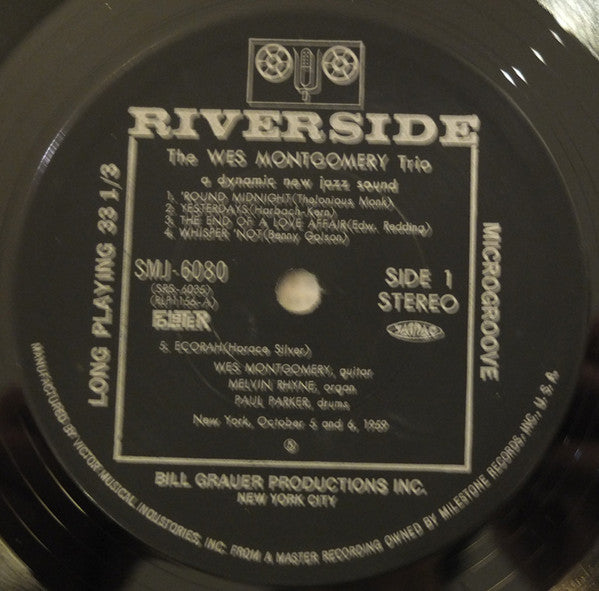 RIVERSIDE
The WES MONTGOMERY Trio
a dynamic new jazz sound
1. 'ROUND MIDNIGHT(Thelonious Monk)
2. YESTERDAYS(Harbach-Kern)
3. THE END OF A LOVE AFFAIR(Edw. Redding)
4. WHISPER 'NOT(Benny Golson)
SMJ-6080
(SRS-6035)
(RLP1156-A)
SIDE 1
STEREO
5. ECORAH(Horace Silver)
WES MONTGOMERY, guitar
MELVIN RHYNE, organ
PAUL PARKER, drums
New York, October 5 and 6, 1959
BILL GRAUER PRODUCTIONS INC.
NEW YORK CITY
LONG PLAYING 33 1/3
MICROGROOVE
MANUFACTURED BY VICTOR MUSICAL INDUSTRIES, INC. FROM A MASTER RECORDING OWNED BY MILESTONE RECORDS, INC., U.S.A.